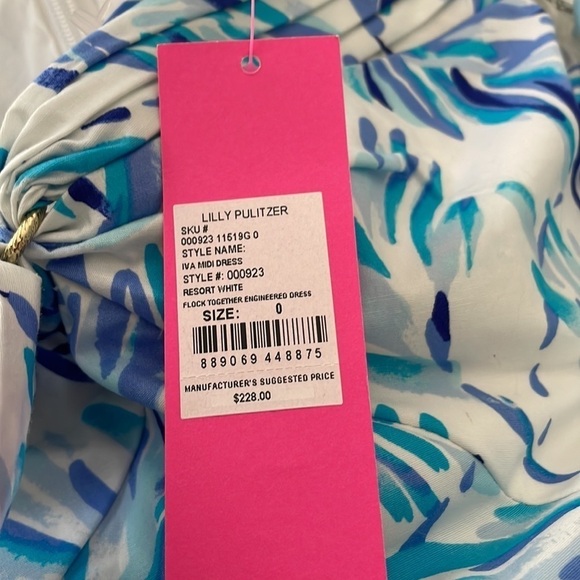 LILLY PULITZER
SKU #
000923 11519G 0
STYLE NAME:
IVA MIDI DRESS
STYLE #: 000923
RESORT WHITE
FLOCK TOGETHER ENGINEERED DRESS
SIZE: 0
889069 448875
MANUFACTURER'S SUGGESTED PRICE
$228.00